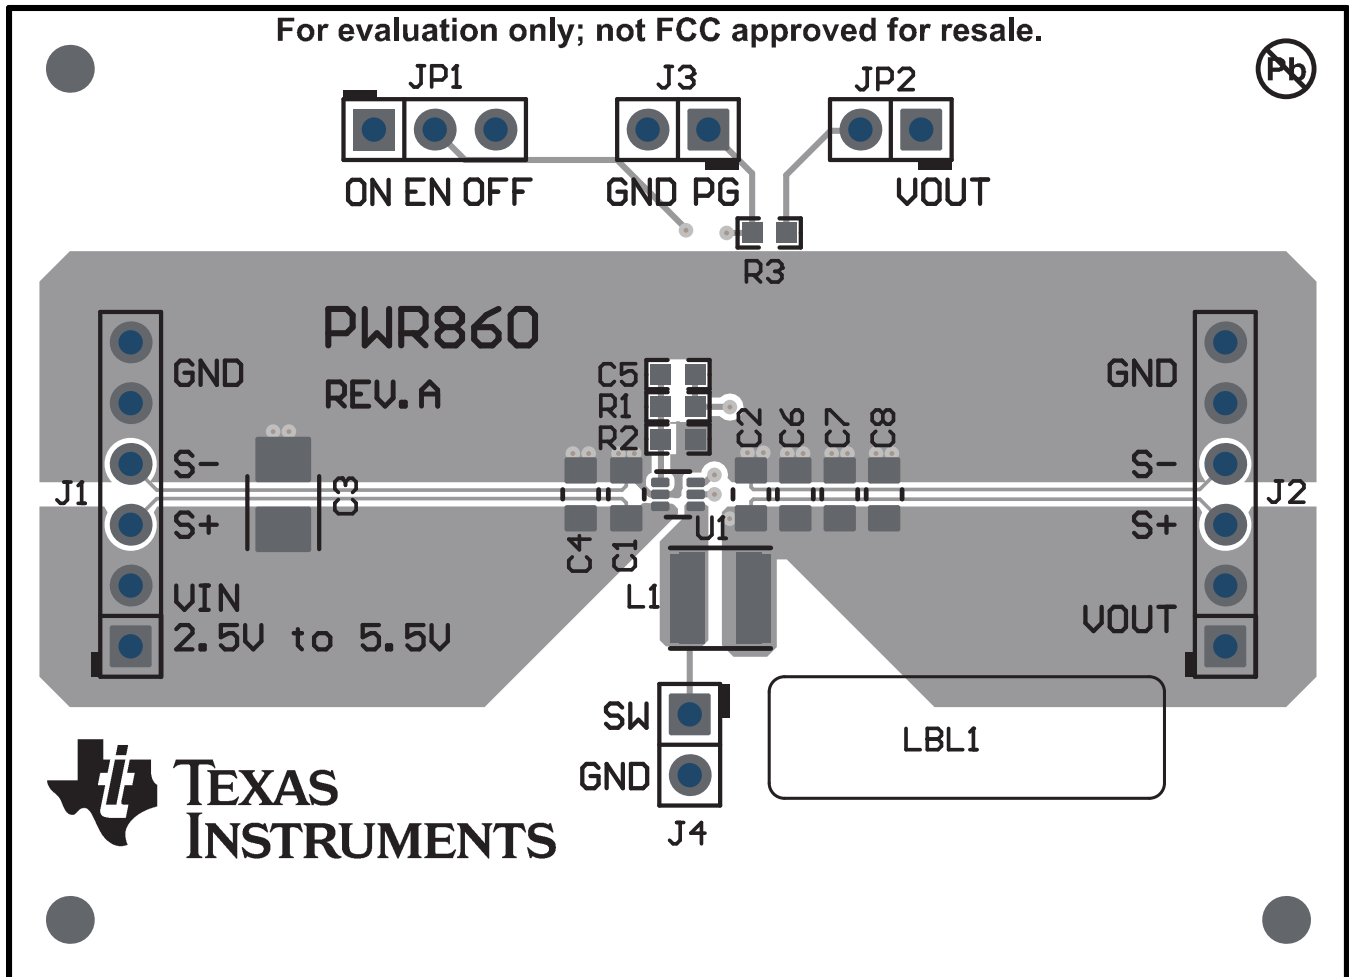 For evaluation only; not FCC approved for resale.
Pb
JP1
J3
JP2
ON EN OFF
GND PG
VOUT
R3
PWR860
REV. A
GND
S-
J1
S+
VIN
2.5V to 5.5V
C3
C5
R1
R2
C4
C1
C2
C6
C7
C8
U1
L1
GND
S-
J2
S+
VOUT
SW
GND
J4
LBL1
TEXAS
INSTRUMENTS